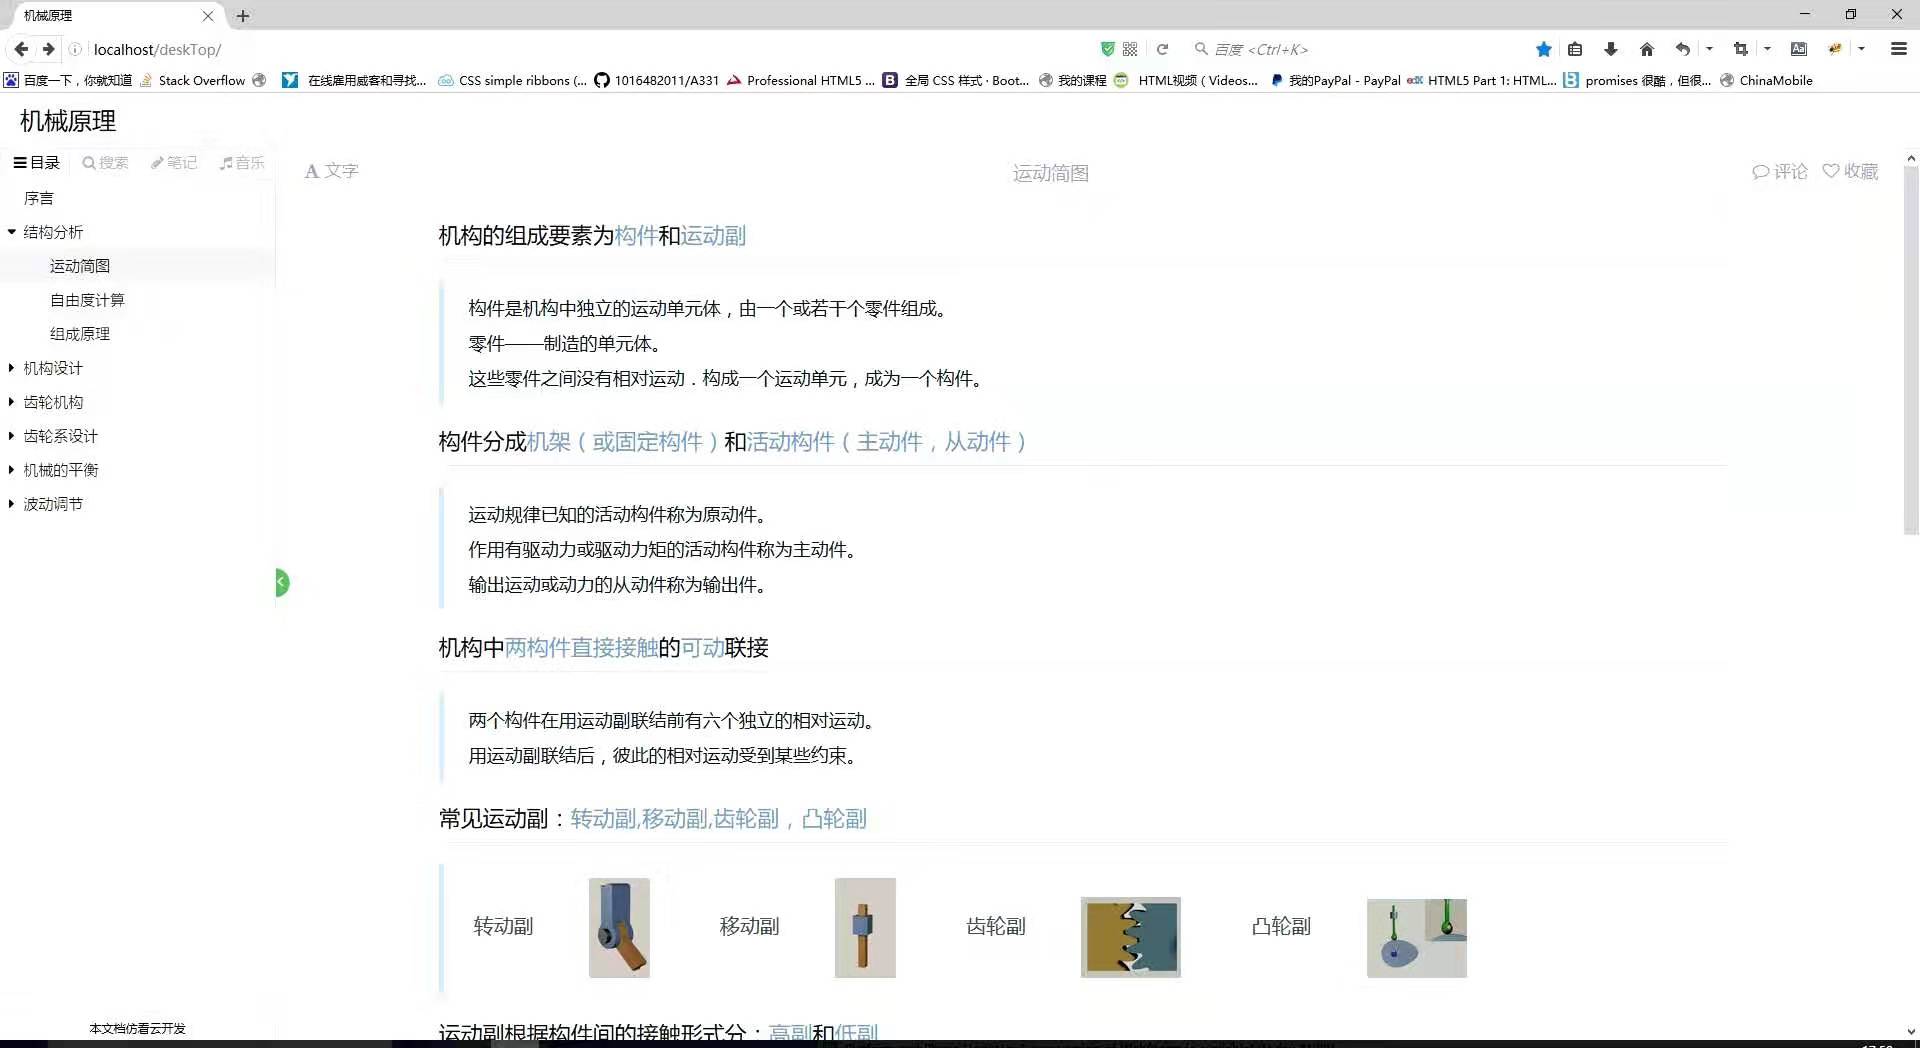 机械原理
localhost/deskTop/
百度 <Ctrl+K>
百度一下，你就知道 Stack Overflow 在线雇用威客和寻找... CSS simple ribbons (... 1016482011/A331 Professional HTML5 ... 全局 CSS 样式 · Boot... 我的课程 HTML视频 ( Videos... 我的PayPal - PayPal HTML5 Part 1: HTML... promises 很酷，但很... ChinaMobile
机械原理
目录 搜索 笔记 音乐
序言
结构分析
运动简图
自由度计算
组成原理
机构设计
齿轮机构
齿轮系设计
机械的平衡
波动调节
本文档仿看云开发
A 文字 运动简图 评论 收藏
机构的组成要素为构件和运动副
构件是机构中独立的运动单元体，由一个或若干个零件组成。
零件——制造的单元体。
这些零件之间没有相对运动．构成一个运动单元，成为一个构件。
构件分成机架（或固定构件）和活动构件（主动件，从动件）
运动规律已知的活动构件称为原动件。
作用有驱动力或驱动力矩的活动构件称为主动件。
输出运动或动力的从动件称为输出件。
机构中两构件直接接触的可动联接
两个构件在用运动副联结前有六个独立的相对运动。
用运动副联结后，彼此的相对运动受到某些约束。
常见运动副：转动副,移动副,齿轮副，凸轮副
转动副 移动副 齿轮副 凸轮副
运动副根据构件间的接触形式分：高副和低副